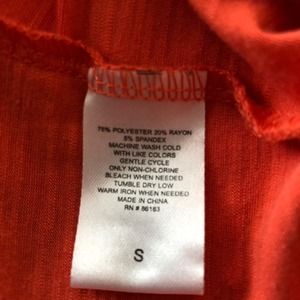 75% POLYESTER 20% RAYON
5% SPANDEX
MACHINE WASH COLD
WITH LIKE COLORS
GENTLE CYCLE
ONLY NON-CHLORINE
BLEACH WHEN NEEDED
TUMBLE DRY LOW
WARM IRON WHEN NEEDED
MADE IN CHINA
RN # 86163
S